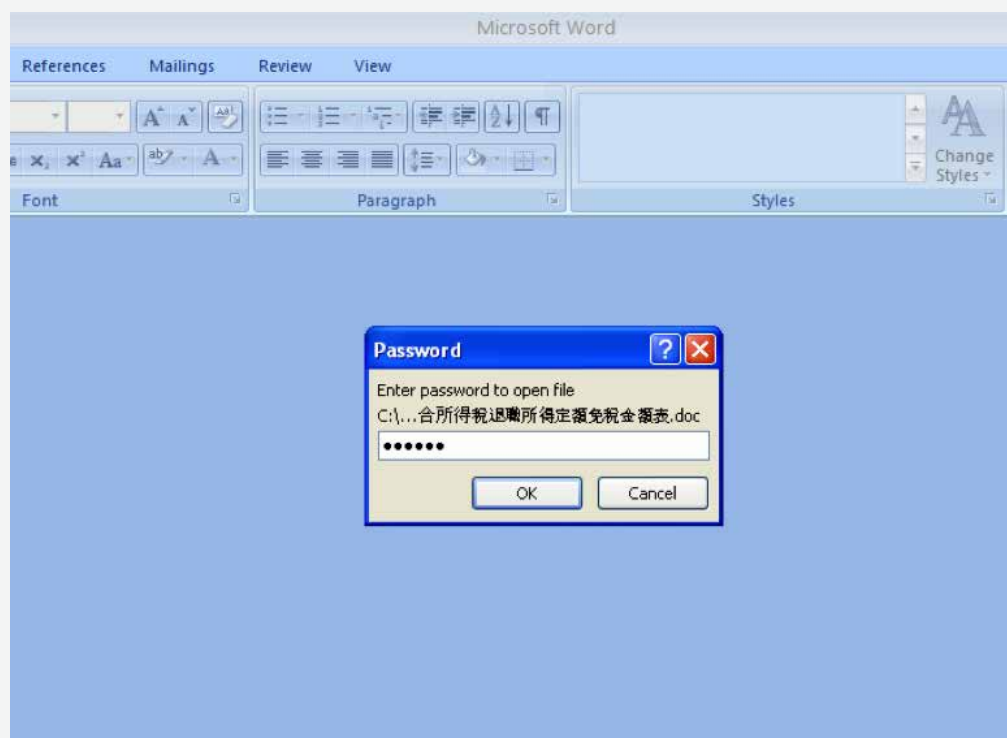 Microsoft Word
References Mailings Review View
Aa
Change Styles
Font Paragraph Styles
Password
Enter password to open file
C:\...合所得稅退職所得定額免稅金額表.doc
••••••
OK Cancel